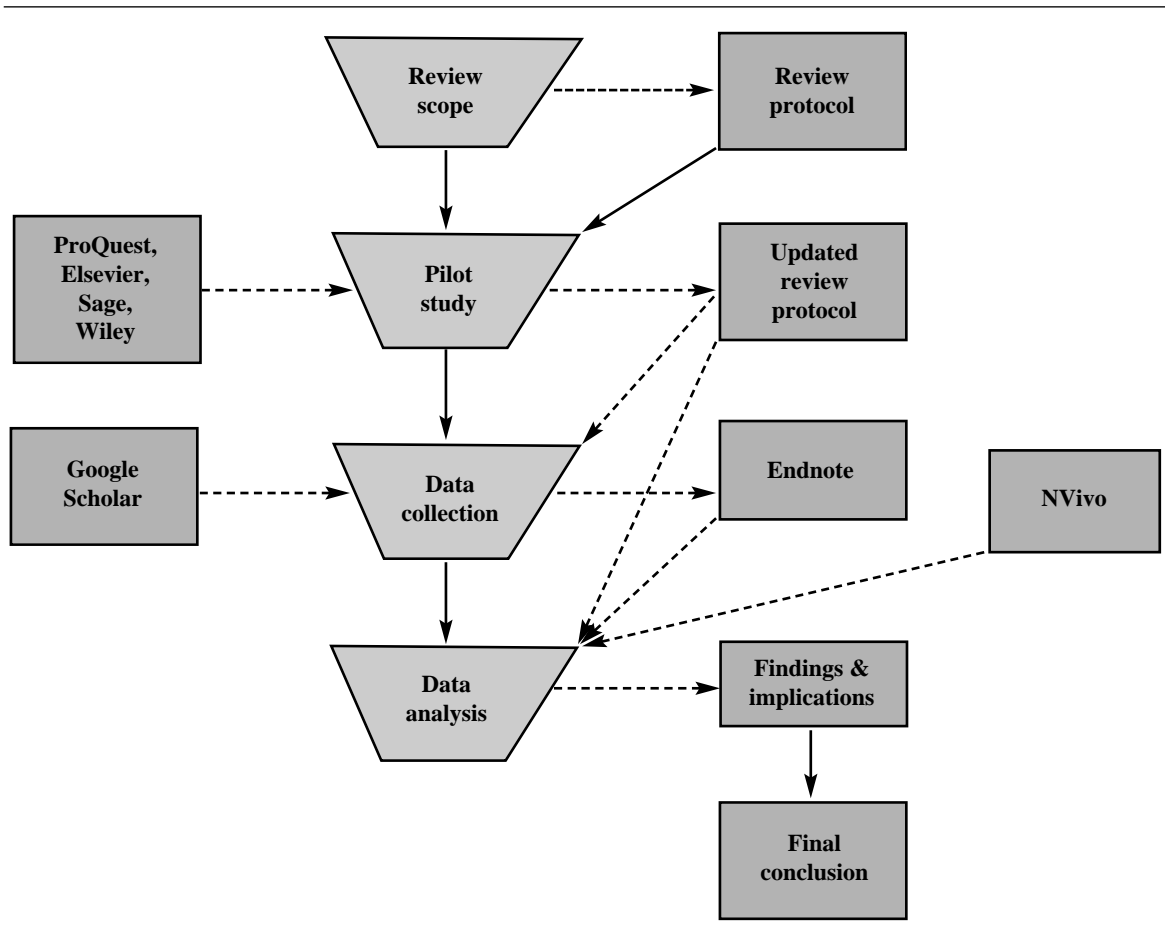 Review
scope
Review
protocol
ProQuest,
Elsevier,
Sage,
Wiley
Pilot
study
Updated
review
protocol
Google
Scholar
Data
collection
Endnote
NVivo
Data
analysis
Findings &
implications
Final
conclusion